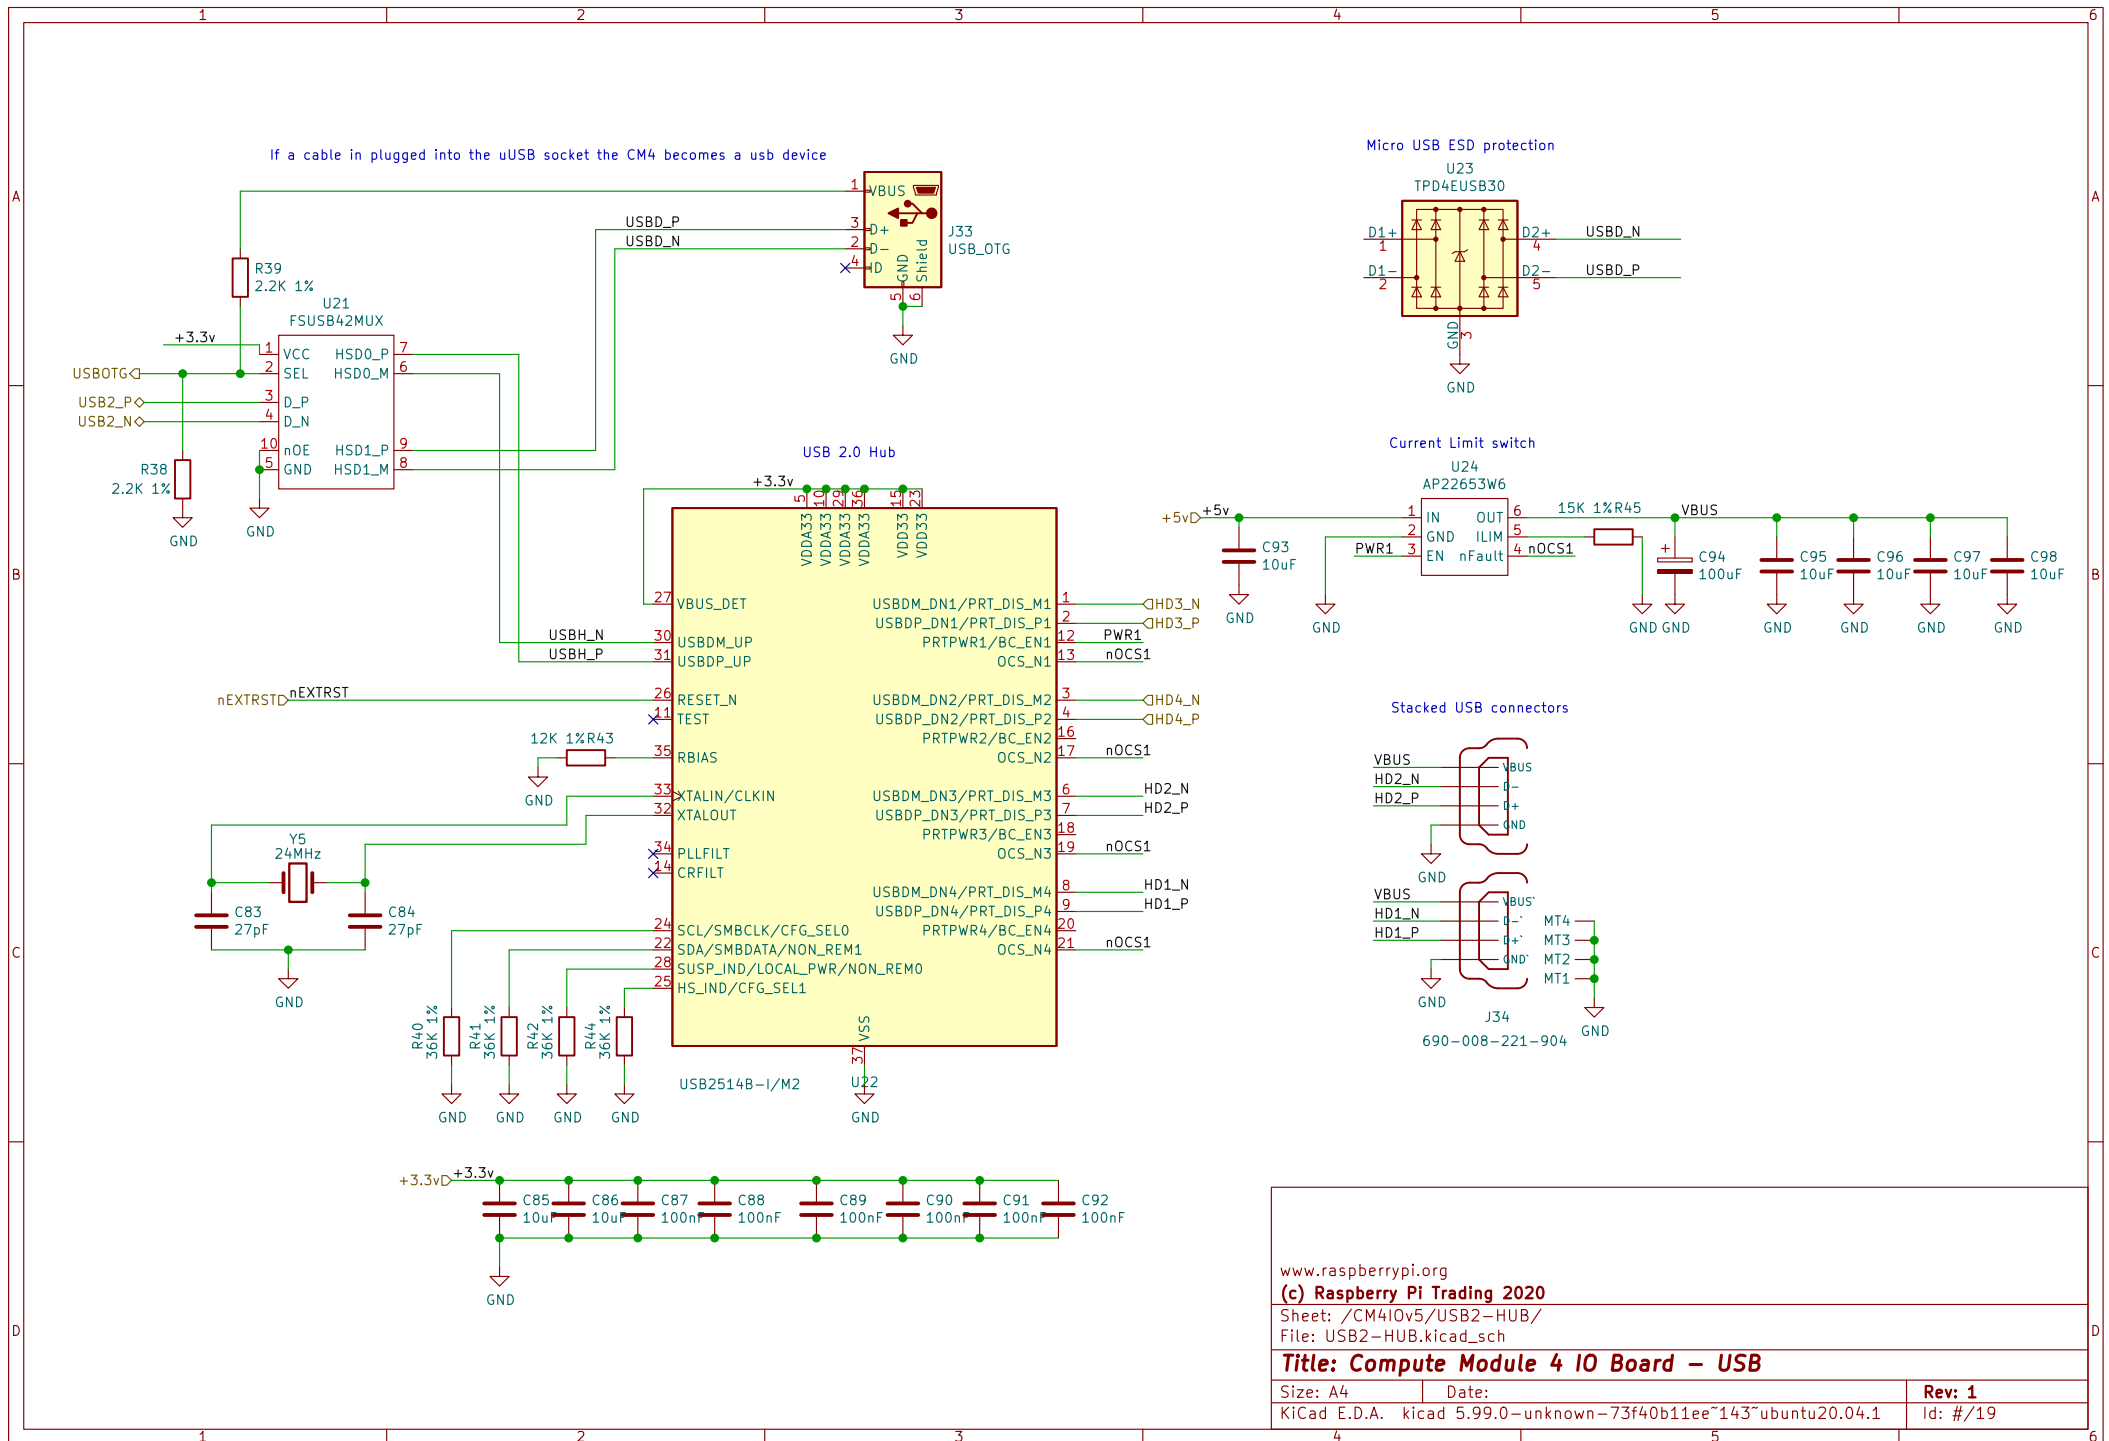 1 2 3 4 5 6
A A
B B
C C
D D
1 2 3 4 5 6
If a cable in plugged into the uUSB socket the CM4 becomes a usb device
1 VBUS
3 D+
2 D-
4 ID
GND 5
Shield 6
J33
USB_OTG
GND
USBD_P
USBD_N
R39
2.2K 1%
U21
FSUSB42MUX
+3.3v
1 VCC HSD0_P 7
2 SEL HSD0_M 6
3 D_P
4 D_N
10 nOE HSD1_P 9
5 GND HSD1_M 8
USBOTG
USB2_P
USB2_N
R38
2.2K 1%
GND
GND
Micro USB ESD protection
U23
TPD4EUSB30
D1+ 1
D1- 2
D2+ 4
D2- 5
GND 3
USBD_N
USBD_P
GND
Current Limit switch
U24
AP22653W6
+5v +5v
1 IN OUT 6
2 GND ILIM 5
3 EN nFault 4
PWR1
nOCS1
15K 1% R45
VBUS
C93
10uF
C94
100uF
C95
10uF
C96
10uF
C97
10uF
C98
10uF
GND
GND
GND
GND
GND
GND
GND
GND
USB 2.0 Hub
+3.3v
5 10 29 36 15 23
VDDA33 VDDA33 VDDA33 VDDA33 VDD33 VDD33
27 VBUS_DET
USBH_N 30 USBDM_UP
USBH_P 31 USBDP_UP
nEXTRST nEXTRST 26 RESET_N
11 TEST
12K 1% R43
35 RBIAS
GND
33 XTALIN/CLKIN
32 XTALOUT
34 PLLFILT
14 CRFILT
24 SCL/SMBCLK/CFG_SEL0
22 SDA/SMBDATA/NON_REM1
28 SUSP_IND/LOCAL_PWR/NON_REM0
25 HS_IND/CFG_SEL1
USBDM_DN1/PRT_DIS_M1 1 HD3_N
USBDP_DN1/PRT_DIS_P1 2 HD3_P
PRTPWR1/BC_EN1 12 PWR1
OCS_N1 13 nOCS1
USBDM_DN2/PRT_DIS_M2 3 HD4_N
USBDP_DN2/PRT_DIS_P2 4 HD4_P
PRTPWR2/BC_EN2 16
OCS_N2 17 nOCS1
USBDM_DN3/PRT_DIS_M3 6 HD2_N
USBDP_DN3/PRT_DIS_P3 7 HD2_P
PRTPWR3/BC_EN3 18
OCS_N3 19 nOCS1
USBDM_DN4/PRT_DIS_M4 8 HD1_N
USBDP_DN4/PRT_DIS_P4 9 HD1_P
PRTPWR4/BC_EN4 20
OCS_N4 21 nOCS1
VSS 37
USB2514B-I/M2
U22
GND
Y5
24MHz
C83
27pF
C84
27pF
GND
R40
36K 1%
R41
36K 1%
R42
36K 1%
R44
36K 1%
GND
GND
GND
GND
Stacked USB connectors
VBUS VBUS
HD2_N D-
HD2_P D+
GND
GND
VBUS VBUS`
HD1_N D-` MT4
HD1_P D+` MT3
GND` MT2
MT1
GND
GND
J34
690-008-221-904
+3.3v +3.3v
C85
10uF
C86
10uF
C87
100nF
C88
100nF
C89
100nF
C90
100nF
C91
100nF
C92
100nF
GND
www.raspberrypi.org
(c) Raspberry Pi Trading 2020
Sheet: /CM4IOv5/USB2-HUB/
File: USB2-HUB.kicad_sch
Title: Compute Module 4 IO Board - USB
Size: A4 Date: Rev: 1
KiCad E.D.A. kicad 5.99.0-unknown-73f40b11ee~143~ubuntu20.04.1 Id: #/19